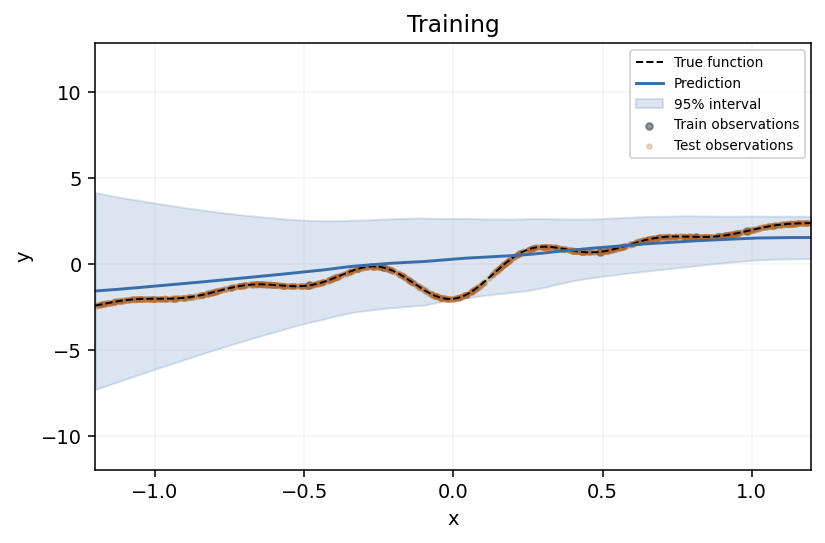 Training
True function
Prediction
95% interval
Train observations
Test observations
10
5
0
−5
−10
y
−1.0
−0.5
0.0
0.5
1.0
x